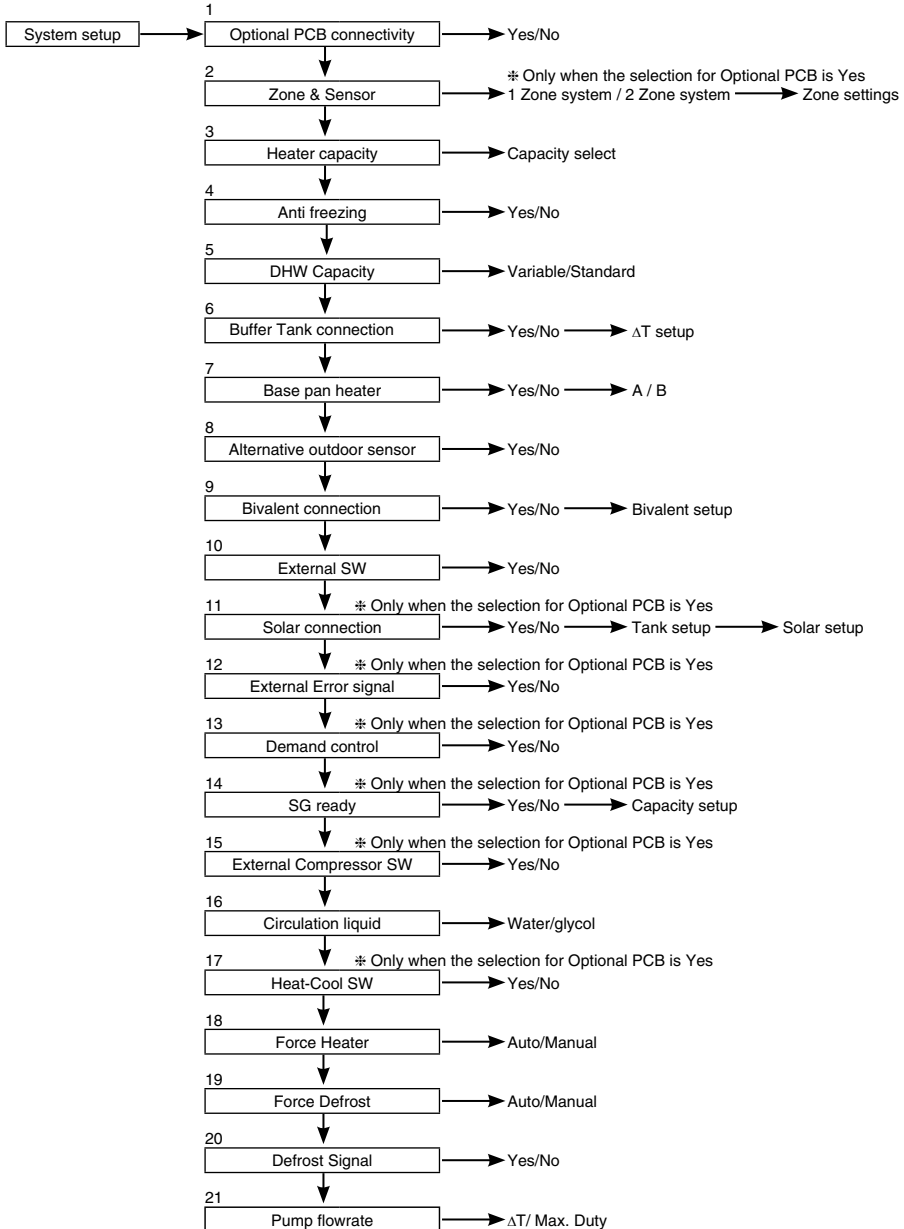 1
System setup Optional PCB connectivity Yes/No
2 ❈ Only when the selection for Optional PCB is Yes
Zone & Sensor 1 Zone system / 2 Zone system Zone settings
3
Heater capacity Capacity select
4
Anti freezing Yes/No
5
DHW Capacity Variable/Standard
6
Buffer Tank connection Yes/No ΔT setup
7
Base pan heater Yes/No A / B
8
Alternative outdoor sensor Yes/No
9
Bivalent connection Yes/No Bivalent setup
10
External SW Yes/No
11 ❈ Only when the selection for Optional PCB is Yes
Solar connection Yes/No Tank setup Solar setup
12 ❈ Only when the selection for Optional PCB is Yes
External Error signal Yes/No
13 ❈ Only when the selection for Optional PCB is Yes
Demand control Yes/No
14 ❈ Only when the selection for Optional PCB is Yes
SG ready Yes/No Capacity setup
15 ❈ Only when the selection for Optional PCB is Yes
External Compressor SW Yes/No
16
Circulation liquid Water/glycol
17 ❈ Only when the selection for Optional PCB is Yes
Heat-Cool SW Yes/No
18
Force Heater Auto/Manual
19
Force Defrost Auto/Manual
20
Defrost Signal Yes/No
21
Pump flowrate ΔT/ Max. Duty